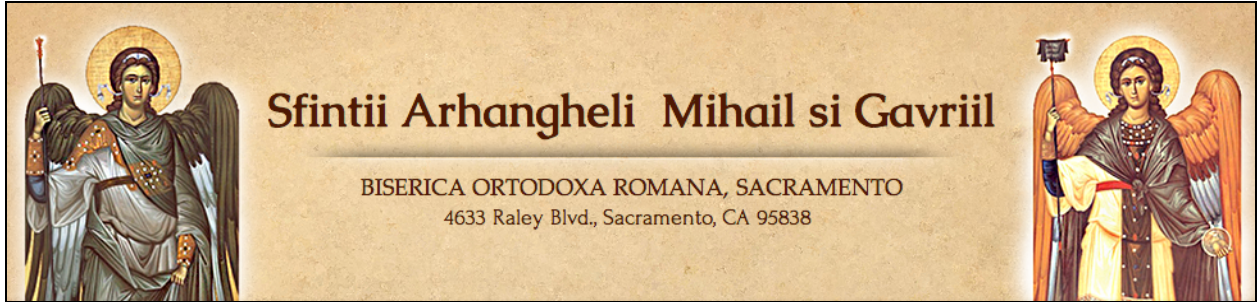 Sfintii Arhangheli Mihail si Gavriil
BISERICA ORTODOXA ROMANA, SACRAMENTO
4633 Raley Blvd., Sacramento, CA 95838